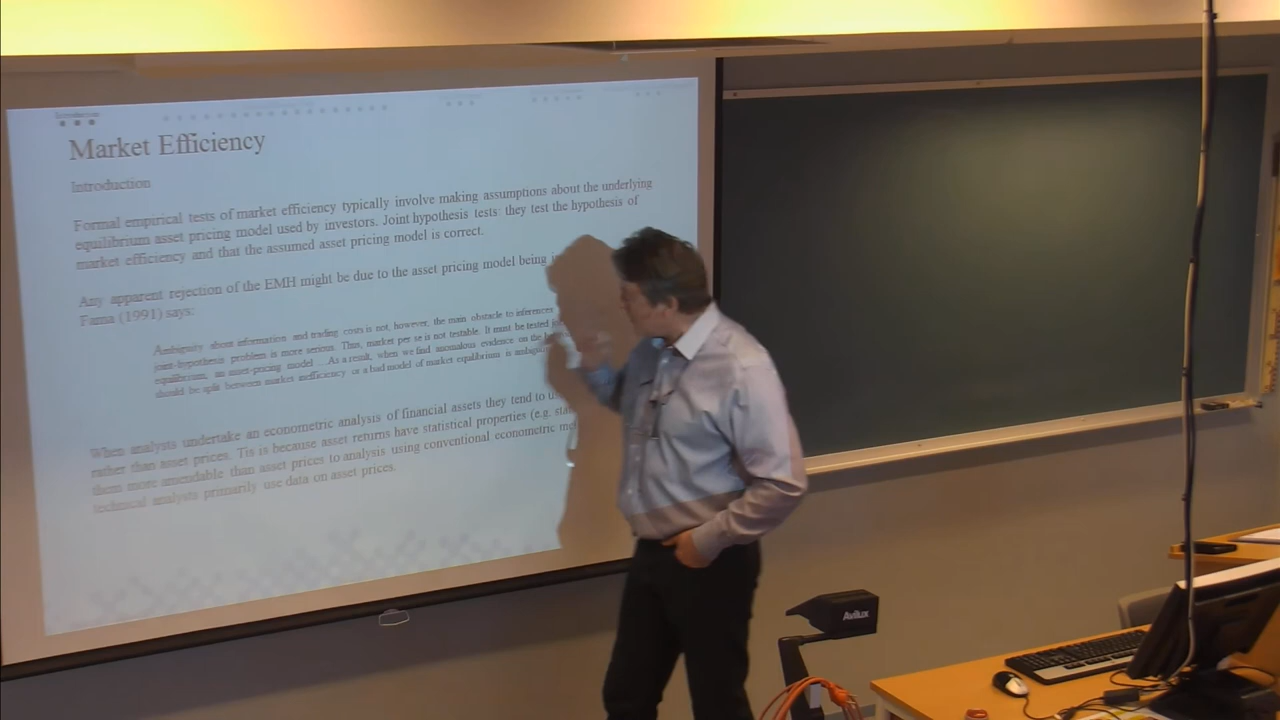 Introduction
Market Efficiency
Introduction
Formal empirical tests of market efficiency typically involve making assumptions about the underlying
equilibrium asset pricing model used by investors. Joint hypothesis tests: they test the hypothesis of
market efficiency and that the assumed asset pricing model is correct.
Any apparent rejection of the EMH might be due to the asset pricing model being
Fama (1991) says:
Ambiguity about information and trading costs is not, however, the main obstacle to inferences
joint-hypothesis problem is more serious. Thus, market per se is not testable. It must be tested
equilibrium, an asset-pricing model ...As a result, when we find anomalous evidence on the
should be split between market inefficiency or a bad model of market equilibrium is
When analysts undertake an econometric analysis of financial assets they tend to
rather than asset prices. Tis is because asset returns have statistical properties (e.g.
them more amendable than asset prices to analysis using conventional econometric
technical analysts primarily use data on asset prices.
Avilux